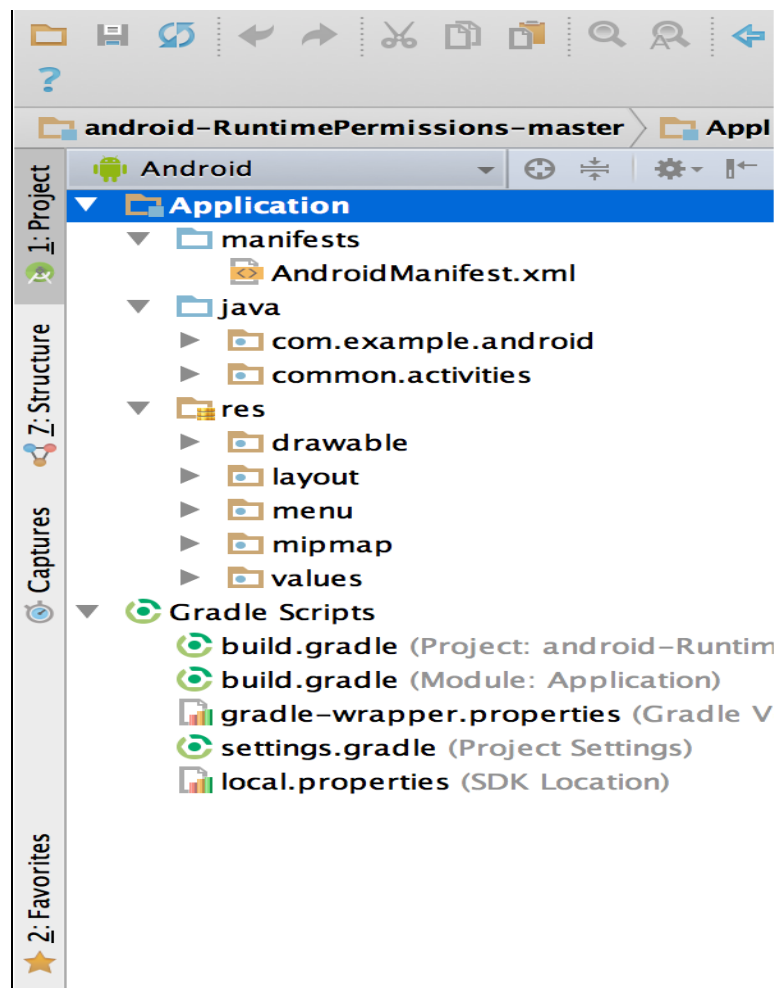 ?
android-RuntimePermissions-master Appl
Android
1: Project
Application
manifests
AndroidManifest.xml
java
com.example.android
common.activities
7: Structure
res
drawable
layout
menu
mipmap
values
Captures
Gradle Scripts
build.gradle (Project: android-Runtim
build.gradle (Module: Application)
gradle-wrapper.properties (Gradle V
settings.gradle (Project Settings)
local.properties (SDK Location)
2: Favorites